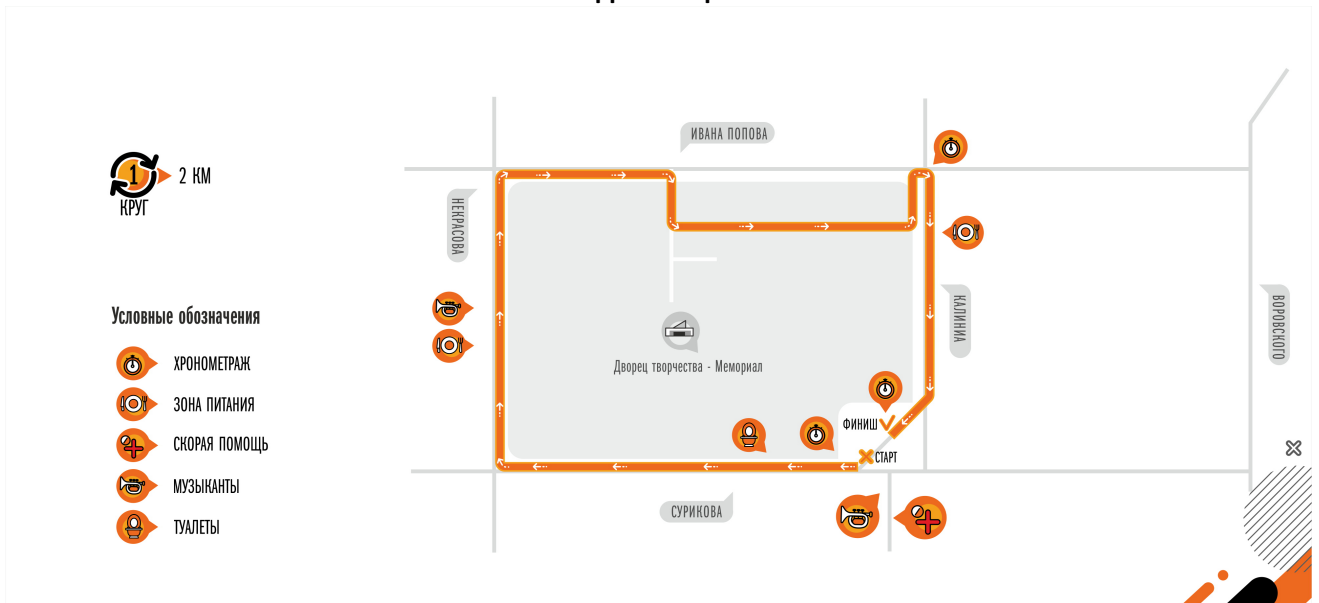 ИВАНА ПОПОВА
1
2 КМ
КРУГ
НЕКРАСОВА
Условные обозначения
ХРОНОМЕТРАЖ
ЗОНА ПИТАНИЯ
СКОРАЯ ПОМОЩЬ
МУЗЫКАНТЫ
ТУАЛЕТЫ
КАЛИНИА
ВОРОВСКОГО
Дворец творчества - Мемориал
ФИНИШ
СТАРТ
СУРИКОВА